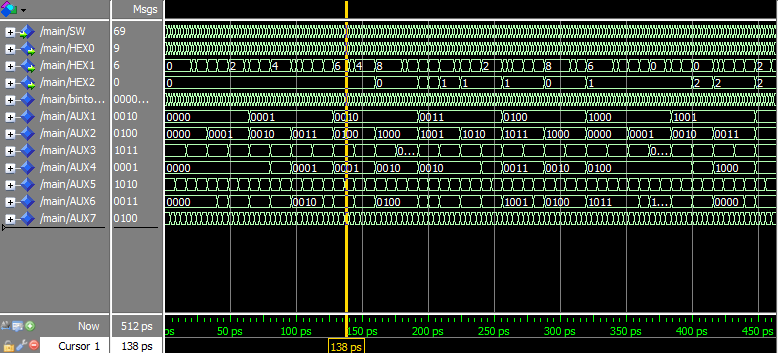 Msgs
/main/SW 69
/main/HEX0 9
/main/HEX1 6 0 2 4 6 4 8 2 8 6 0 0 2
/main/HEX2 0 0 0 1 1 1 0 1 2 2 2
/main/binto... 0000...
/main/AUX1 0010 0000 0001 0010 0011 0100 1000 1001
/main/AUX2 0100 0000 0001 0010 0011 0100 1000 1001 1010 1011 1000 0000 0001 0010 0011
/main/AUX3 1011 0... 0...
/main/AUX4 0001 0000 0001 0001 0010 0010 0011 0010 0100 1000
/main/AUX5 1010
/main/AUX6 0011 0000 0010 0100 1001 0100 1011 1... 0000
/main/AUX7 0100
Now 512 ps
ps 50 ps 100 ps 150 ps 200 ps 250 ps 300 ps 350 ps 400 ps 450 ps
Cursor 1 138 ps 138 ps